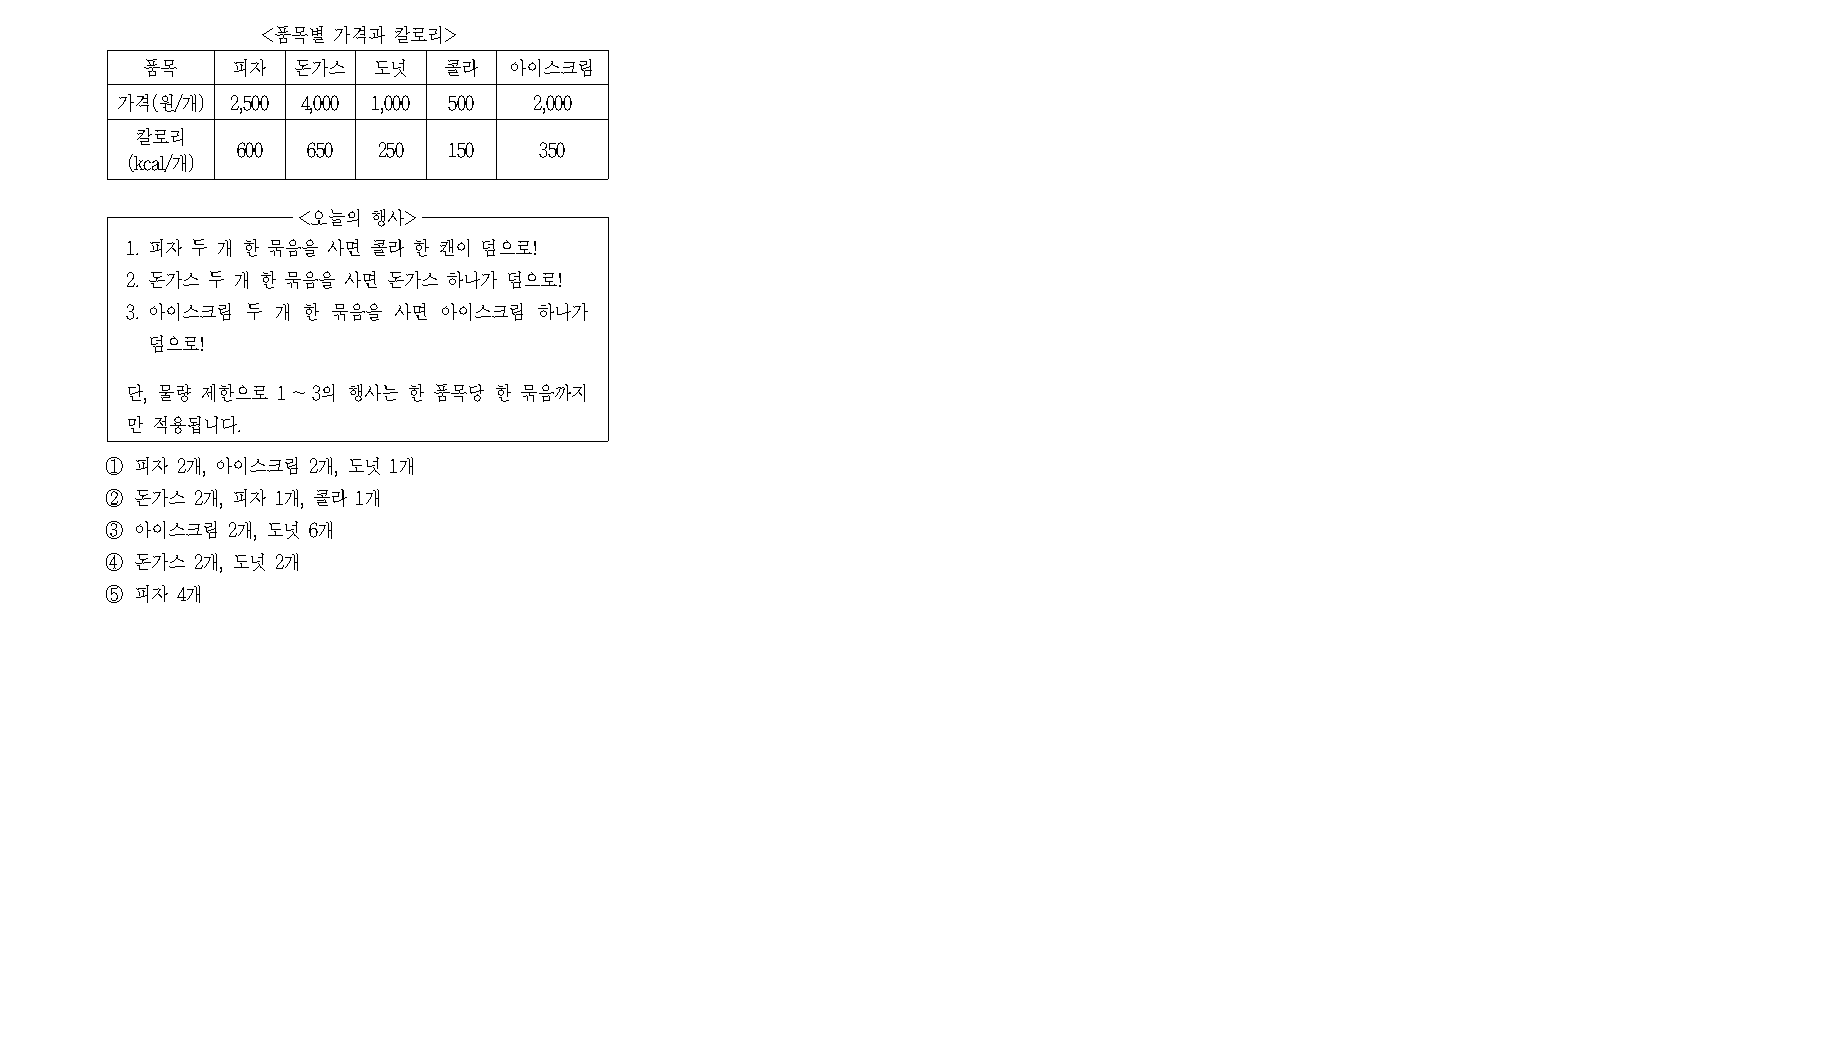 <품목별 가격과 칼로리>
품목 피자 돈가스 도넛 콜라 아이스크림
가격(원/개) 2,500 4,000 1,000 500 2,000
칼로리
(kcal/개) 600 650 250 150 350
<오늘의 행사>
1. 피자 두 개 한 묶음을 사면 콜라 한 캔이 덤으로!
2. 돈가스 두 개 한 묶음을 사면 돈가스 하나가 덤으로!
3. 아이스크림 두 개 한 묶음을 사면 아이스크림 하나가
덤으로!
단, 물량 제한으로 1 ~ 3의 행사는 한 품목당 한 묶음까지
만 적용됩니다.
① 피자 2개, 아이스크림 2개, 도넛 1개
② 돈가스 2개, 피자 1개, 콜라 1개
③ 아이스크림 2개, 도넛 6개
④ 돈가스 2개, 도넛 2개
⑤ 피자 4개